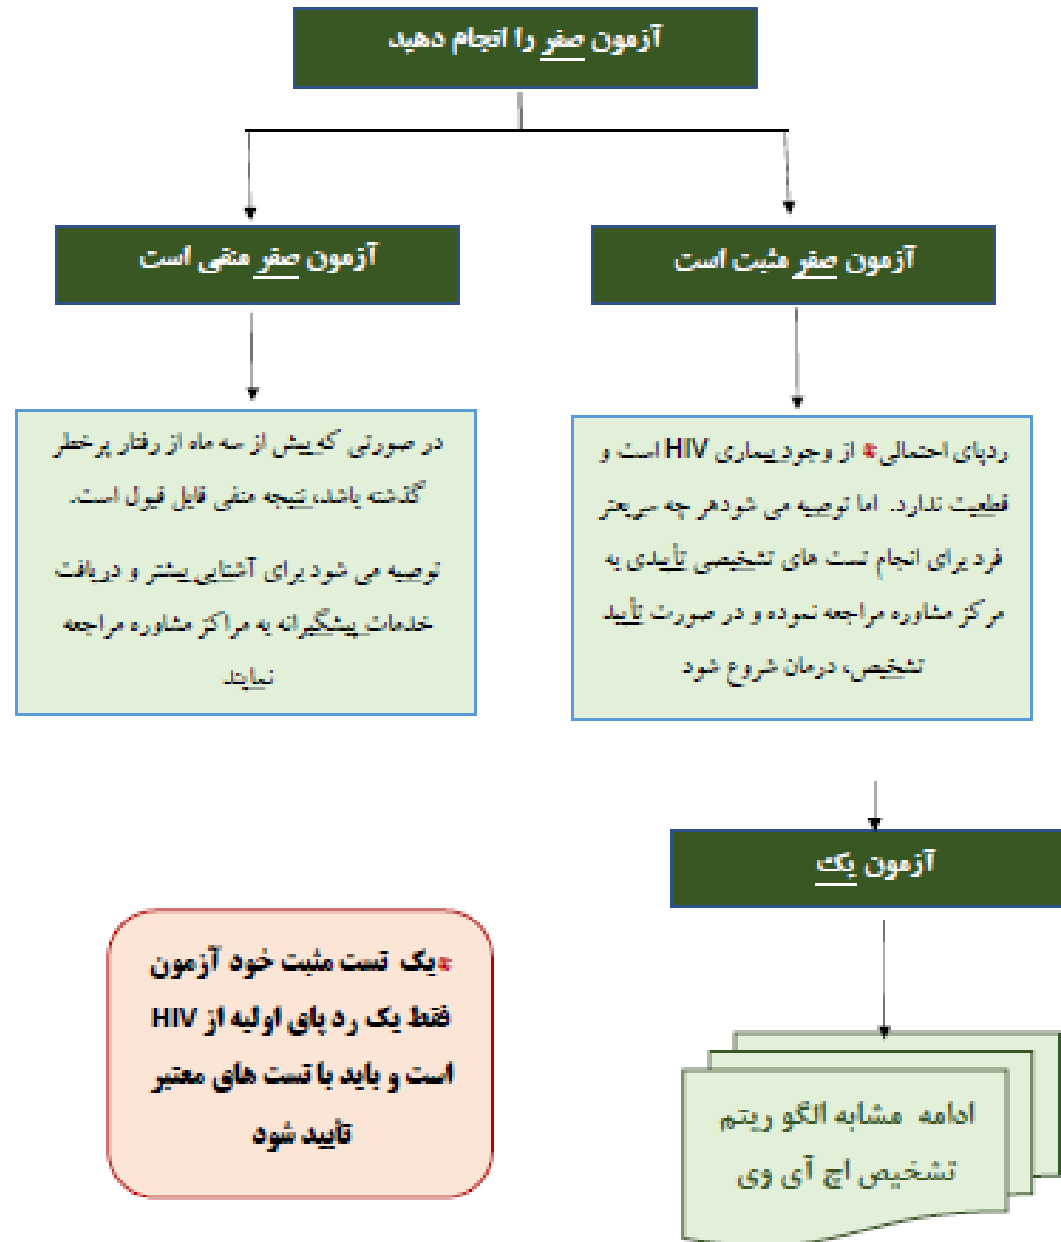 آزمون صفر را انجام دهید
آزمون صفر مثبت است
آزمون صفر منفی است
ردپای احتمالی* از وجود بیماری HIV است و
قطعیت ندارد. اما توصیه می شود هر چه سریعتر
فرد برای انجام تست های تشخیصی تأییدی به
مرکز مشاوره مراجعه نموده و در صورت تأیید
تشخیص، درمان شروع شود
در صورتی که بیش از سه ماه از رفتار پرخطر
گذشته باشد، نتیجه منفی قابل قبول است.
توصیه می شود برای آشنایی بیشتر و دریافت
خدمات پیشگیرانه به مراکز مشاوره مراجعه
نمایند
آزمون یک
ادامه مشابه الگو ریتم
تشخیص اچ آی وی
*یک تست مثبت خود آزمون
فقط یک رد پای اولیه از HIV
است و باید با تست های معتبر
تأیید شود